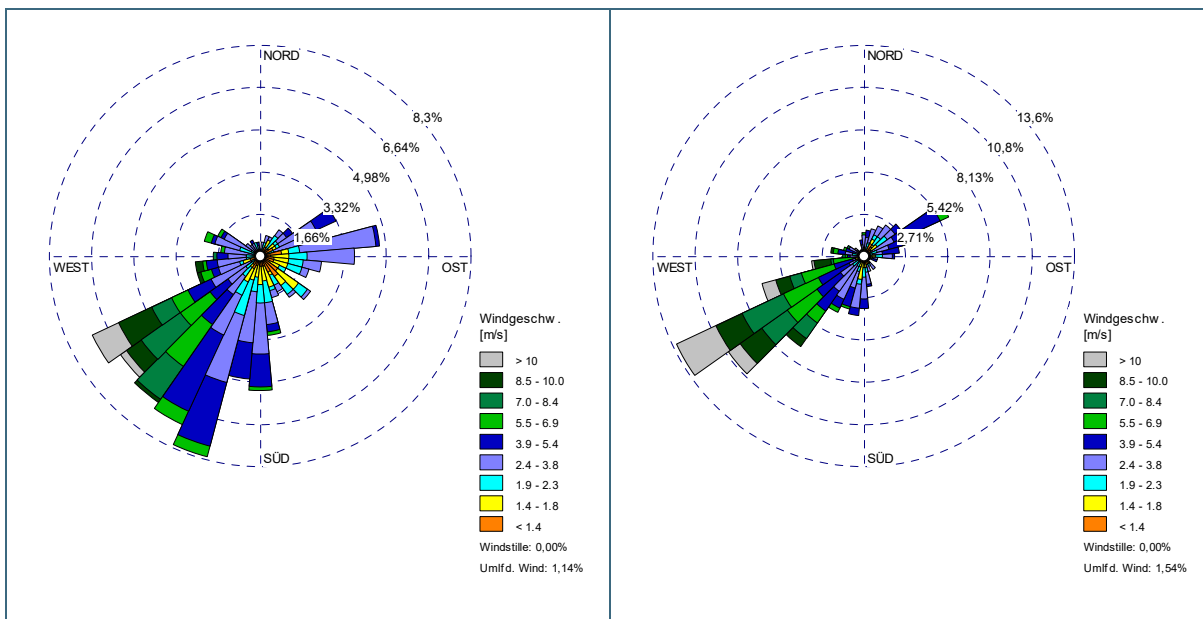 NORD
8,3%
6,64%
4,98%
3,32%
1,66%
WEST
OST
SÜD
Windgeschw.
[m/s]
> 10
8.5 - 10.0
7.0 - 8.4
5.5 - 6.9
3.9 - 5.4
2.4 - 3.8
1.9 - 2.3
1.4 - 1.8
< 1.4
Windstille: 0,00%
Umlfd. Wind: 1,14%
NORD
13,6%
10,8%
8,13%
5,42%
2,71%
WEST
OST
SÜD
Windgeschw.
[m/s]
> 10
8.5 - 10.0
7.0 - 8.4
5.5 - 6.9
3.9 - 5.4
2.4 - 3.8
1.9 - 2.3
1.4 - 1.8
< 1.4
Windstille: 0,00%
Umlfd. Wind: 1,54%